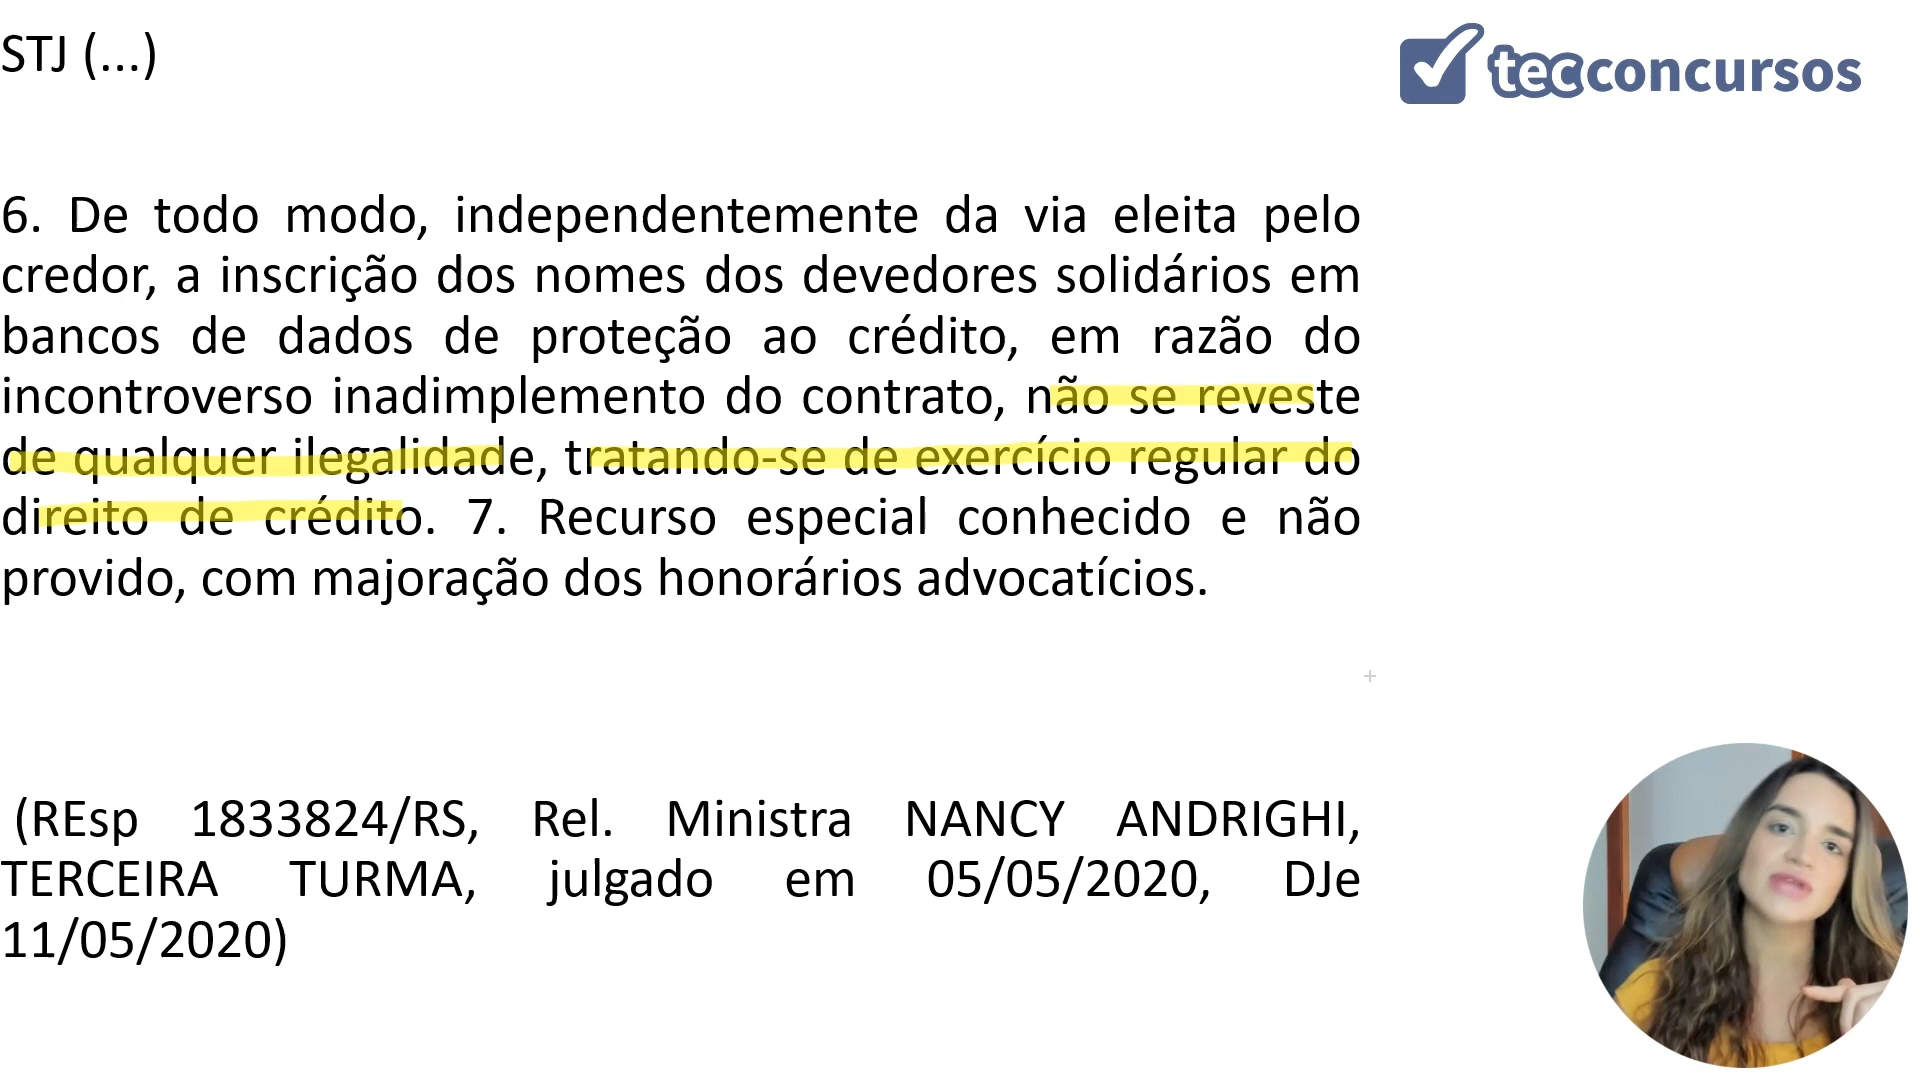 STJ (...)
tecconcursos
6. De todo modo, independentemente da via eleita pelo
credor, a inscrição dos nomes dos devedores solidários em
bancos de dados de proteção ao crédito, em razão do
incontroverso inadimplemento do contrato, não se reveste
de qualquer ilegalidade, tratando-se de exercício regular do
direito de crédito. 7. Recurso especial conhecido e não
provido, com majoração dos honorários advocatícios.
(REsp 1833824/RS, Rel. Ministra NANCY ANDRIGHI,
TERCEIRA TURMA, julgado em 05/05/2020, DJe
11/05/2020)